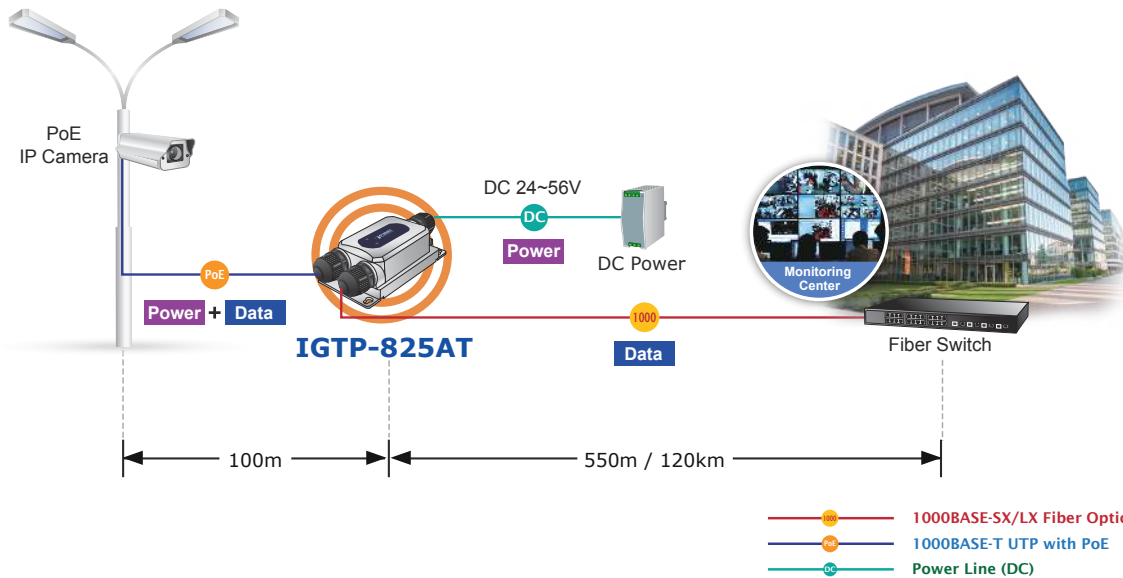 PoE
IP Camera
DC 24~56V
DC
Power
DC Power
PoE
Power + Data
IGTP-825AT
1000
Data
Monitoring
Center
Fiber Switch
100m
550m / 120km
1000
1000BASE-SX/LX Fiber Optic
PoE
1000BASE-T UTP with PoE
DC
Power Line (DC)